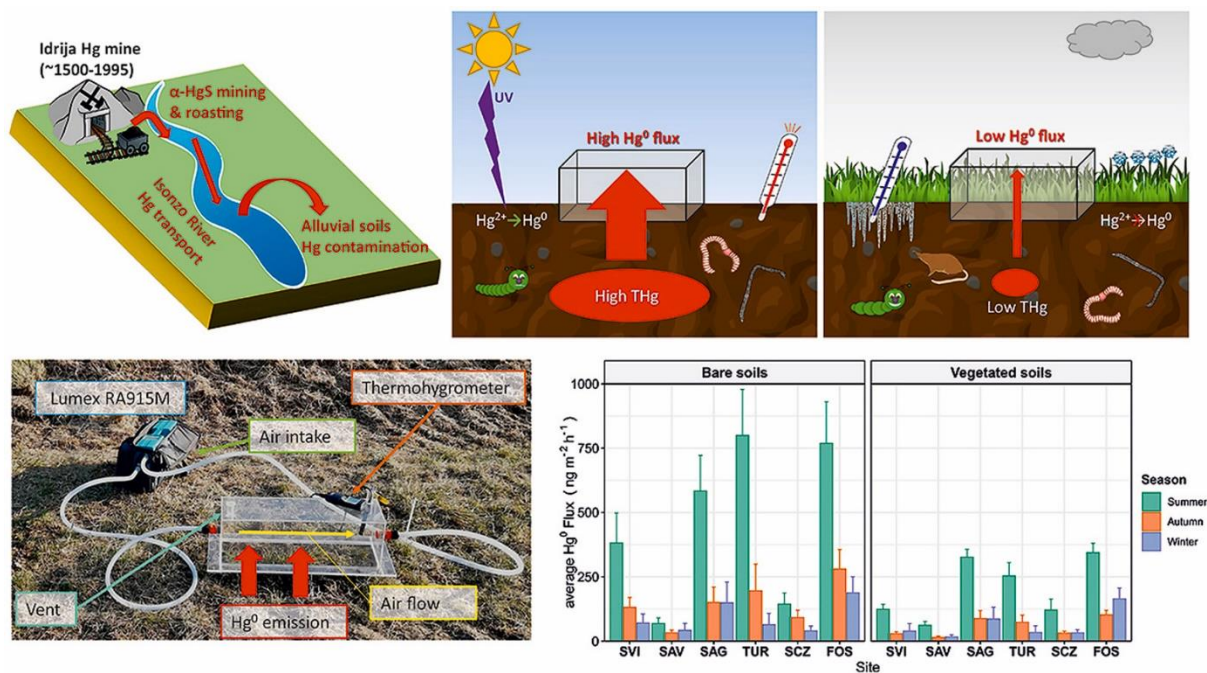 Idrija Hg mine
(~1500-1995)
α-HgS mining
& roasting
Isonzo River
Hg transport
Alluvial soils
Hg contamination
UV
High Hg⁰ flux
Hg²⁺→Hg⁰
High THg
Low Hg⁰ flux
Hg²⁺→Hg⁰
Low THg
Lumex RA915M
Thermohygrometer
Air intake
Vent
Air flow
Hg⁰ emission
Bare soils
Vegetated soils
average Hg⁰ Flux ( ng m⁻² h⁻¹)
1000
750
500
250
0
SVI
SAV
SAG
TUR
SCZ
FOS
SVI
SAV
SAG
TUR
SCZ
FOS
Site
Season
Summer
Autumn
Winter